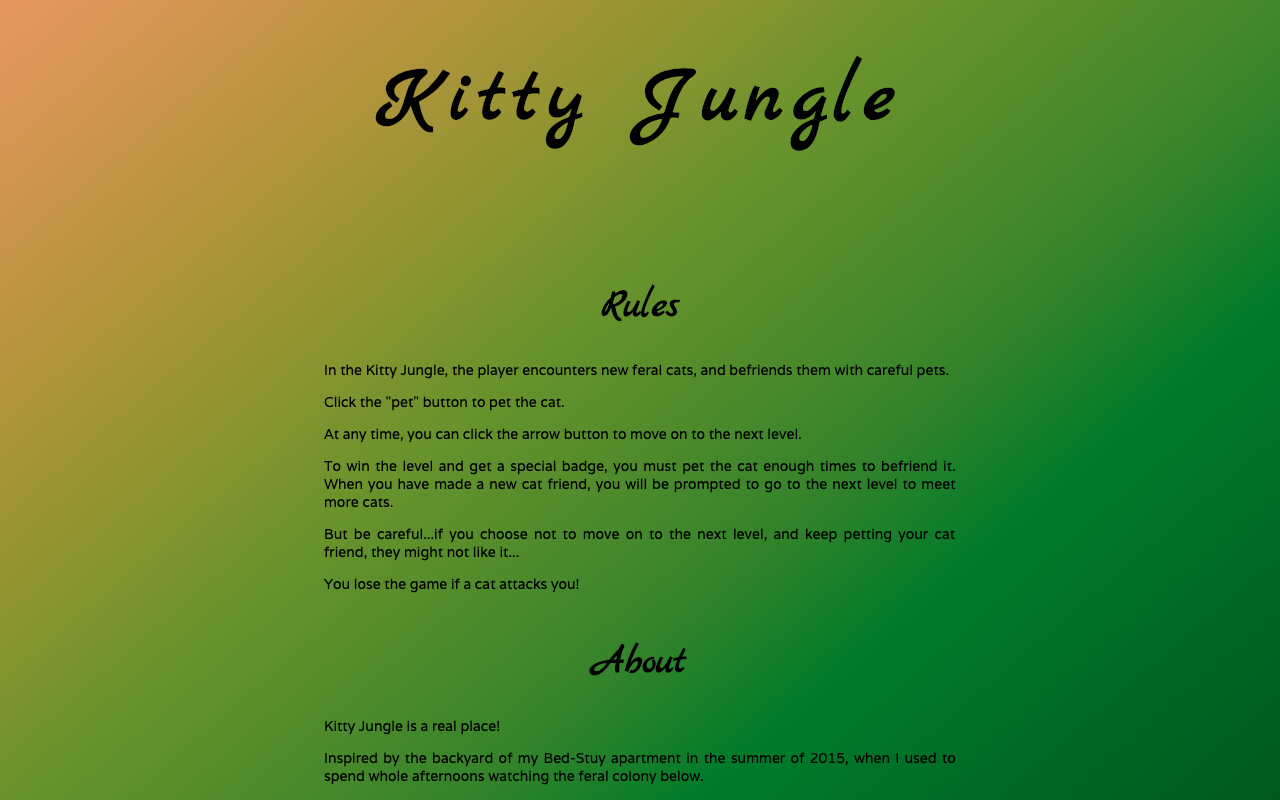 Kitty Jungle
Rules
In the Kitty Jungle, the player encounters new feral cats, and befriends them with careful pets.
Click the "pet" button to pet the cat.
At any time, you can click the arrow button to move on to the next level.
To win the level and get a special badge, you must pet the cat enough times to befriend it.
When you have made a new cat friend, you will be prompted to go to the next level to meet
more cats.
But be careful...if you choose not to move on to the next level, and keep petting your cat
friend, they might not like it...
You lose the game if a cat attacks you!
About
Kitty Jungle is a real place!
Inspired by the backyard of my Bed-Stuy apartment in the summer of 2015, when I used to
spend whole afternoons watching the feral colony below.